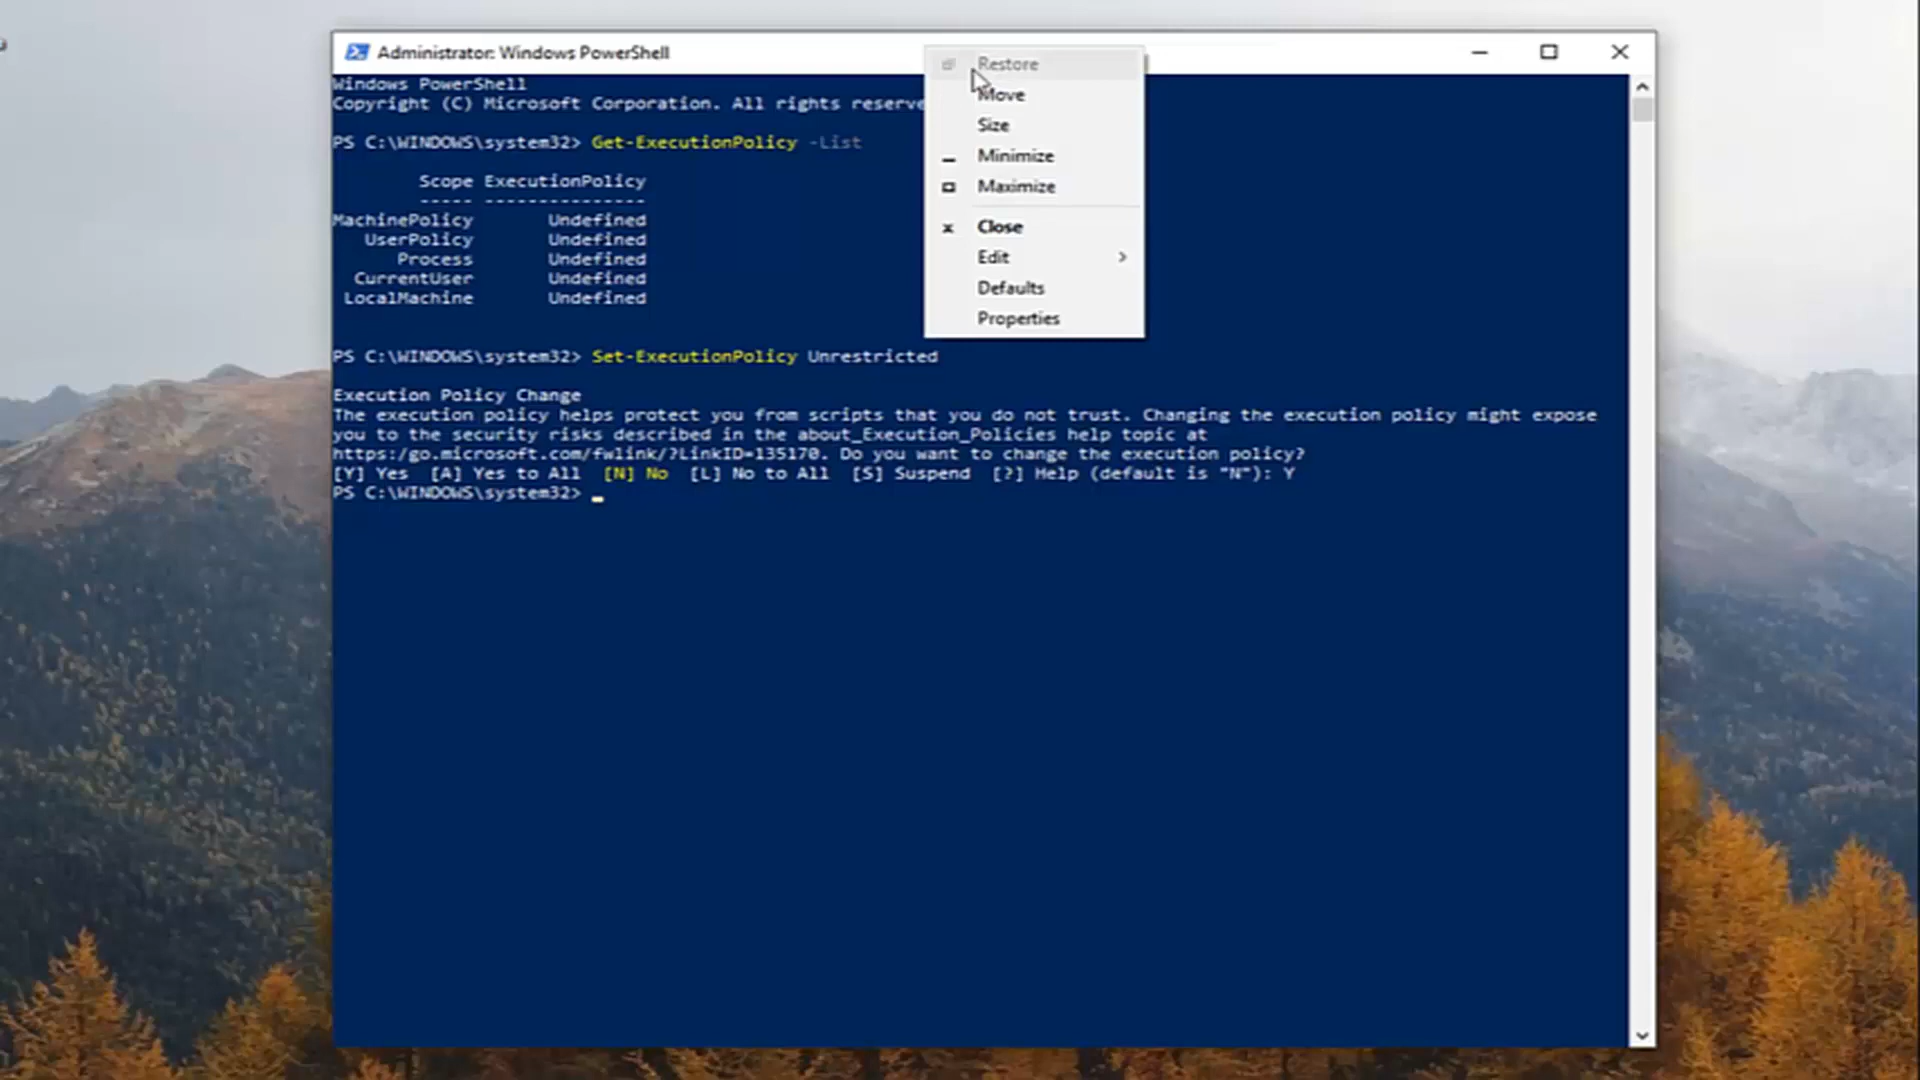 Administrator: Windows PowerShell
Windows PowerShell
Copyright (C) Microsoft Corporation. All rights reserve
PS C:\WINDOWS\system32> Get-ExecutionPolicy -List
Scope ExecutionPolicy
----- ---------------
MachinePolicy Undefined
UserPolicy Undefined
Process Undefined
CurrentUser Undefined
LocalMachine Undefined
PS C:\WINDOWS\system32> Set-ExecutionPolicy Unrestricted
Execution Policy Change
The execution policy helps protect you from scripts that you do not trust. Changing the execution policy might expose
you to the security risks described in the about_Execution_Policies help topic at
https:/go.microsoft.com/fwlink/?LinkID=135170. Do you want to change the execution policy?
[Y] Yes [A] Yes to All [N] No [L] No to All [S] Suspend [?] Help (default is "N"): Y
PS C:\WINDOWS\system32> _
Restore
Move
Size
Minimize
Maximize
Close
Edit
Defaults
Properties